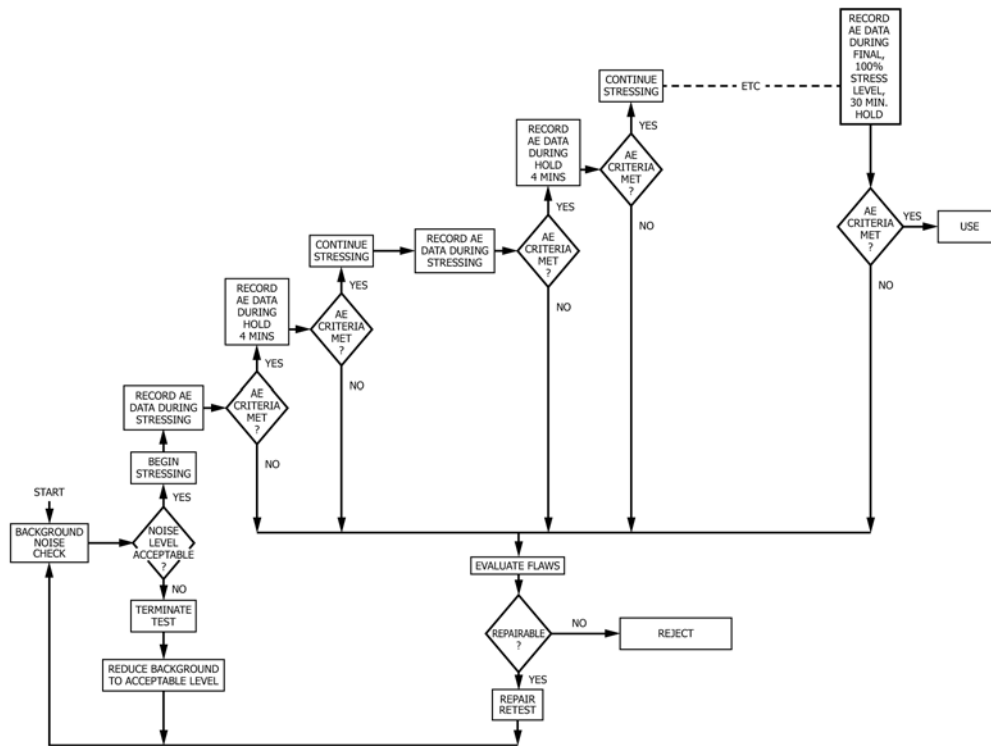 START
BACKGROUND
NOISE
CHECK
NOISE
LEVEL
ACCEPTABLE
?
YES
NO
TERMINATE
TEST
REDUCE BACKGROUND
TO ACCEPTABLE LEVEL
BEGIN
STRESSING
RECORD AE
DATA DURING
STRESSING
AE
CRITERIA
MET
?
YES
NO
RECORD
AE DATA
DURING
HOLD
4 MINS
AE
CRITERIA
MET
?
YES
NO
CONTINUE
STRESSING
RECORD AE
DATA DURING
STRESSING
AE
CRITERIA
MET
?
YES
NO
RECORD
AE DATA
DURING
HOLD
4 MINS
AE
CRITERIA
MET
?
YES
NO
CONTINUE
STRESSING
ETC
RECORD
AE DATA
DURING
FINAL,
100%
STRESS
LEVEL,
30 MIN.
HOLD
AE
CRITERIA
MET
?
YES
USE
NO
EVALUATE FLAWS
REPAIRABLE
?
NO
REJECT
YES
REPAIR
RETEST